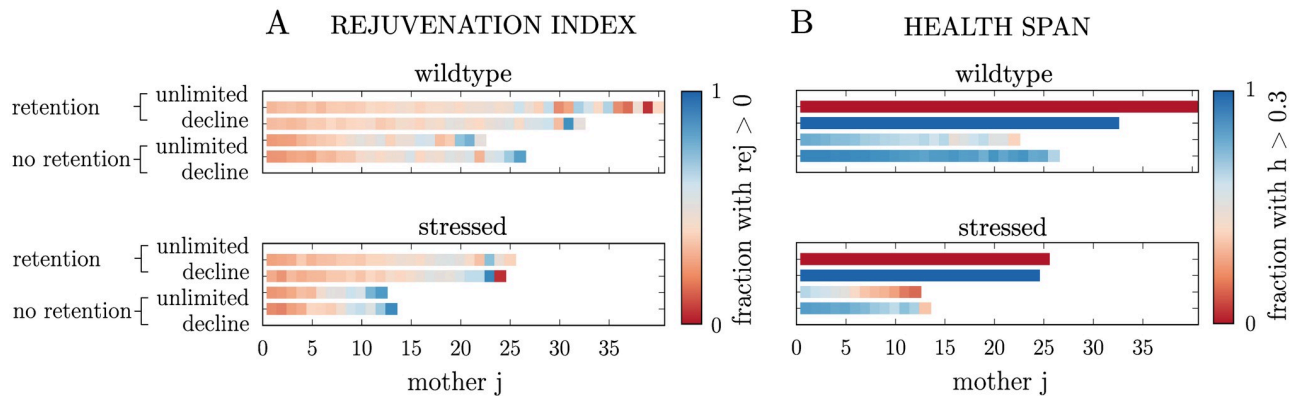 A REJUVENATION INDEX
wildtype
retention
unlimited
decline
no retention
unlimited
decline
stressed
retention
unlimited
decline
no retention
unlimited
decline
0 5 10 15 20 25 30 35
mother j
1
0
fraction with rej > 0
B HEALTH SPAN
wildtype
stressed
0 5 10 15 20 25 30 35
mother j
1
0
fraction with h > 0.3